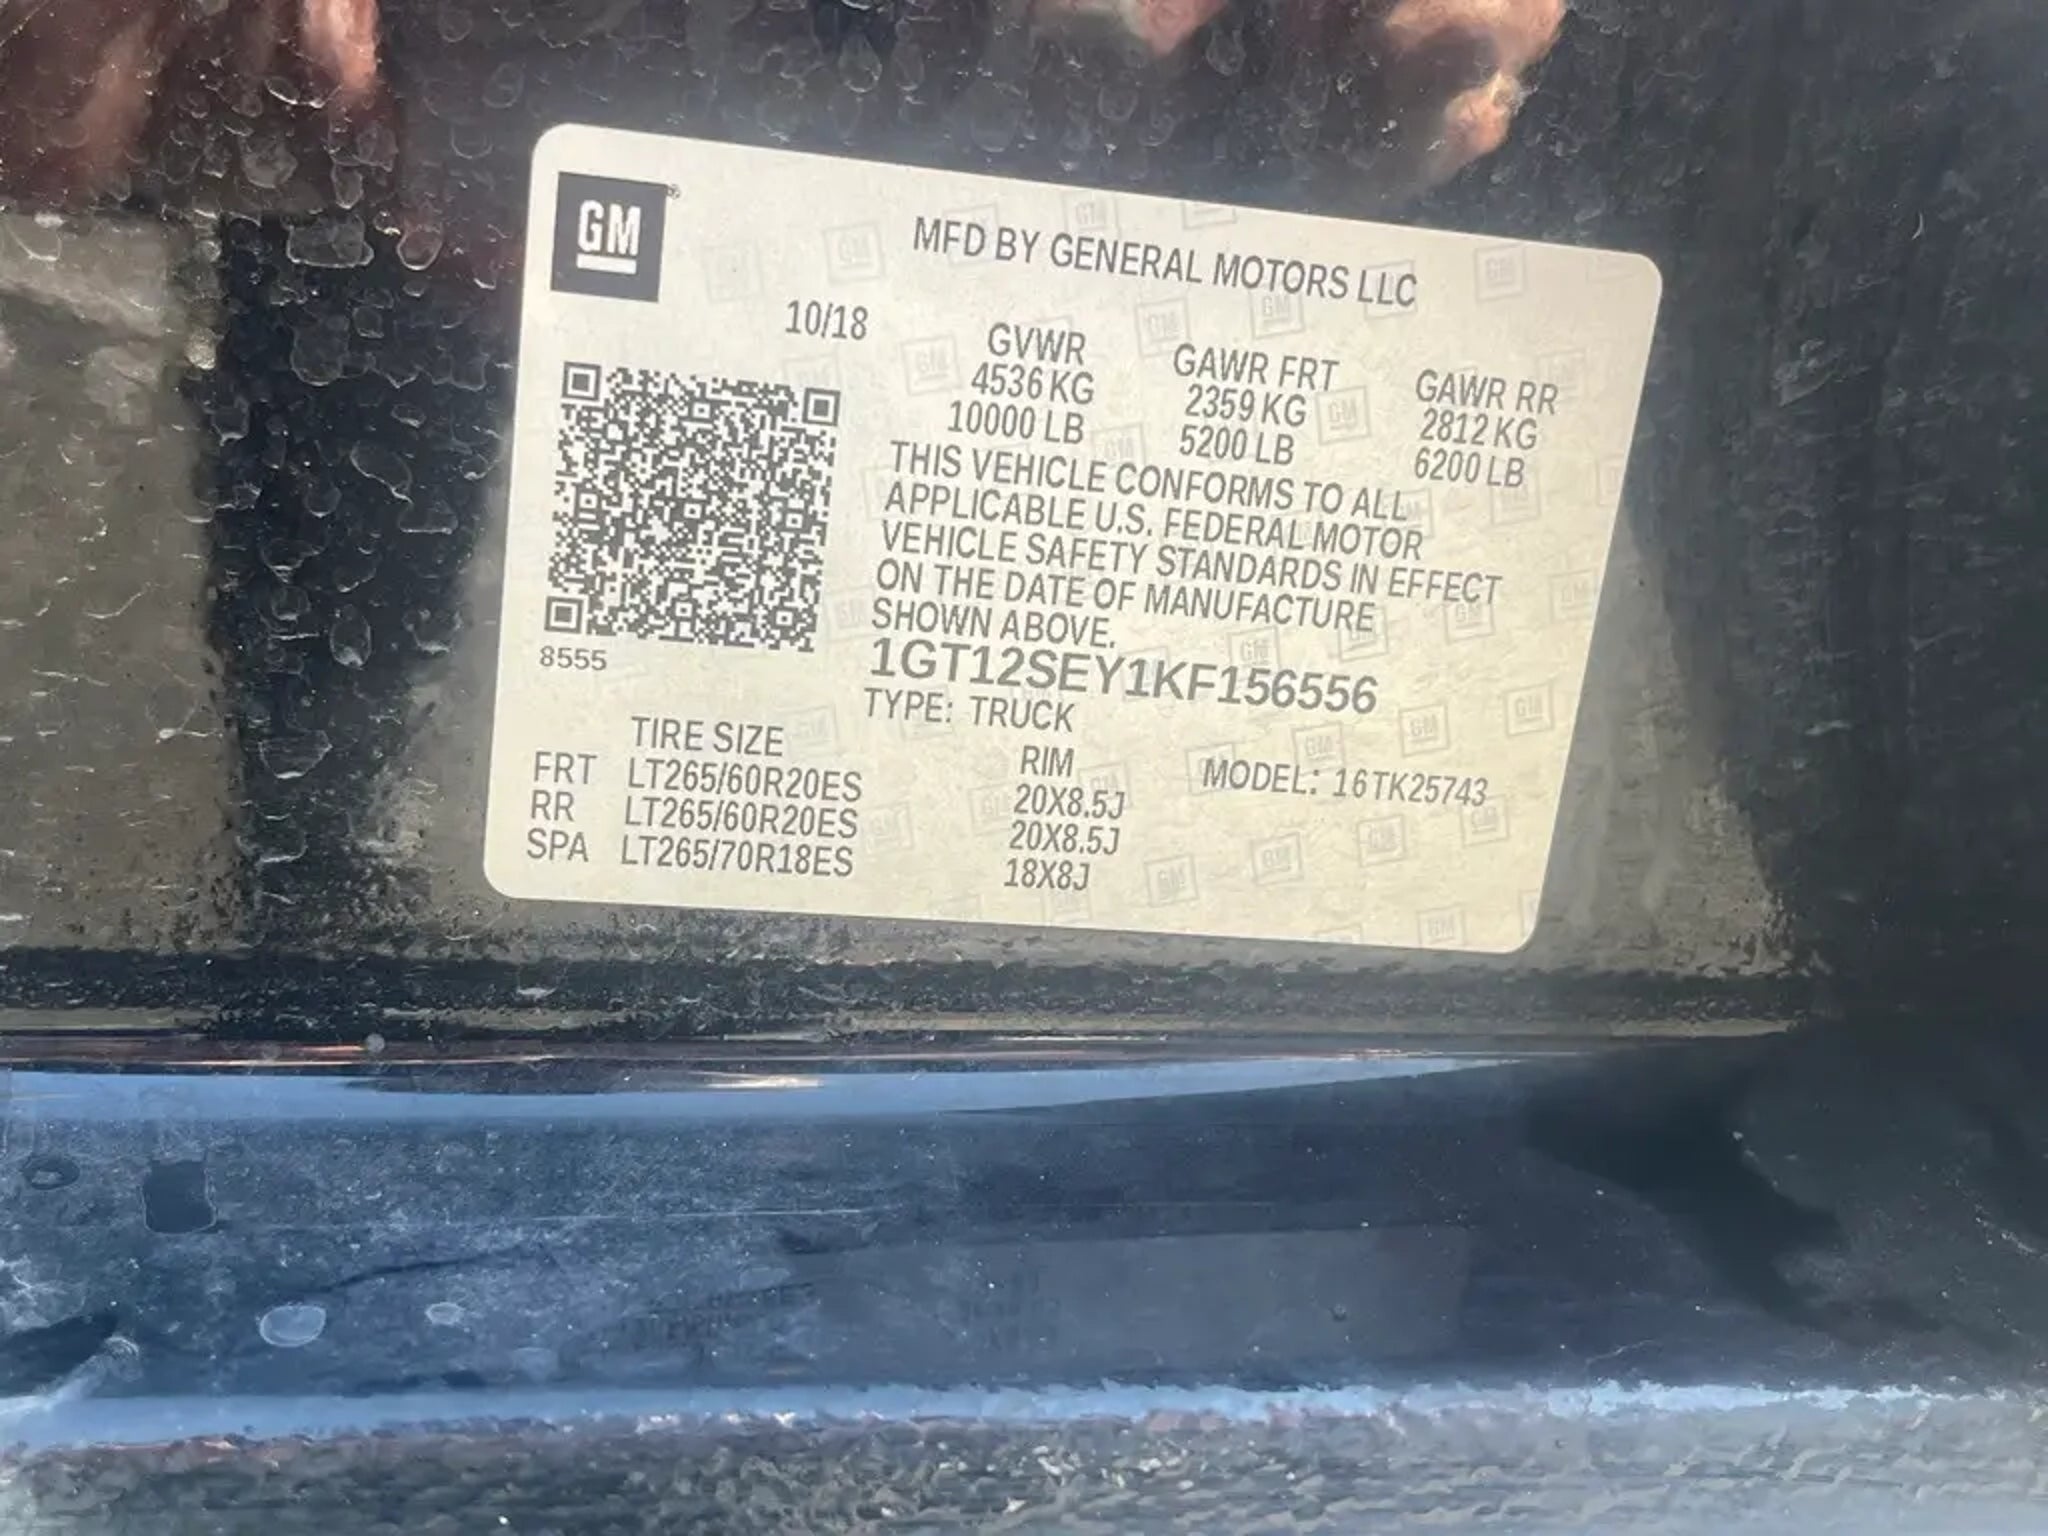 GM
MFD BY GENERAL MOTORS LLC
10/18
GVWR GAWR FRT GAWR RR
4536 KG 2359 KG 2812 KG
10000 LB 5200 LB 6200 LB
THIS VEHICLE CONFORMS TO ALL
APPLICABLE U.S. FEDERAL MOTOR
VEHICLE SAFETY STANDARDS IN EFFECT
ON THE DATE OF MANUFACTURE
SHOWN ABOVE.
8555
1GT12SEY1KF156556
TYPE: TRUCK
TIRE SIZE RIM MODEL: 16TK25743
FRT LT265/60R20ES 20X8.5J
RR LT265/60R20ES 20X8.5J
SPA LT265/70R18ES 18X8J